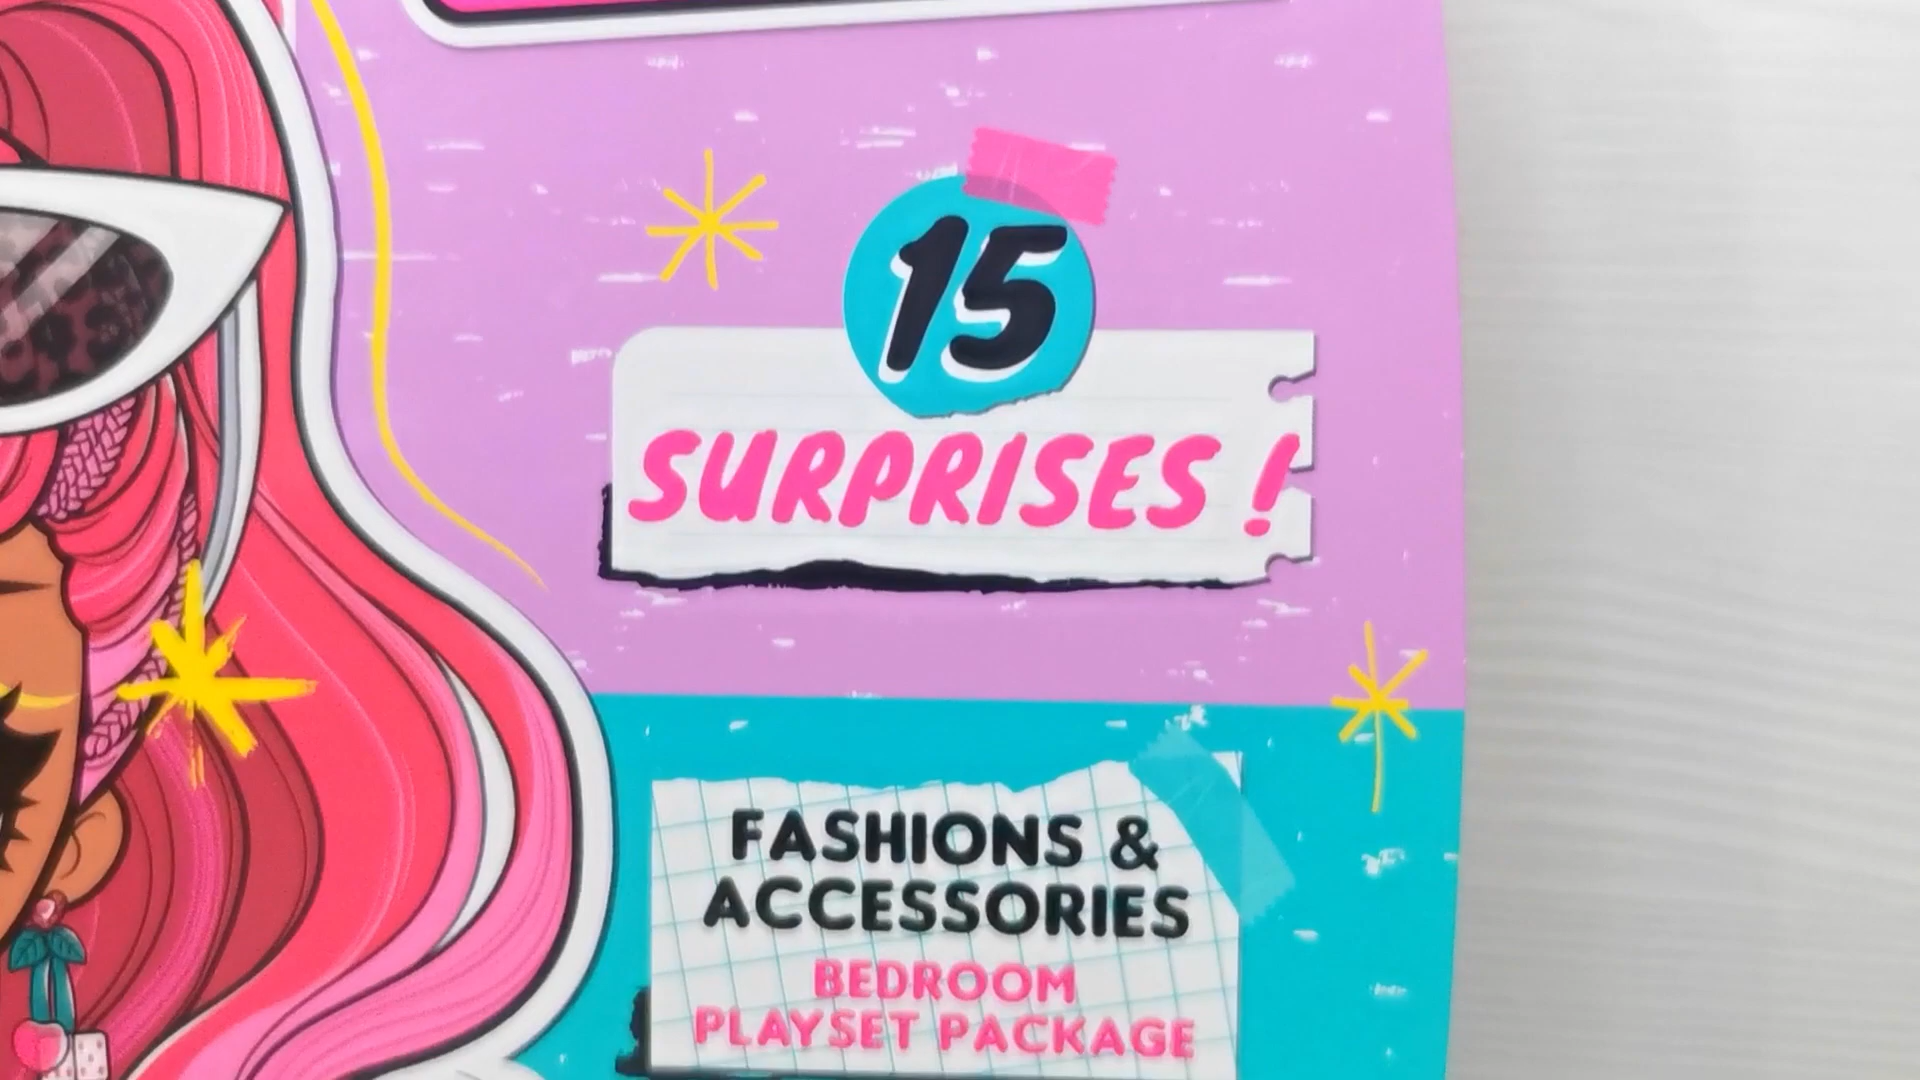 15
SURPRISES !
FASHIONS &
ACCESSORIES
BEDROOM
PLAYSET PACKAGE